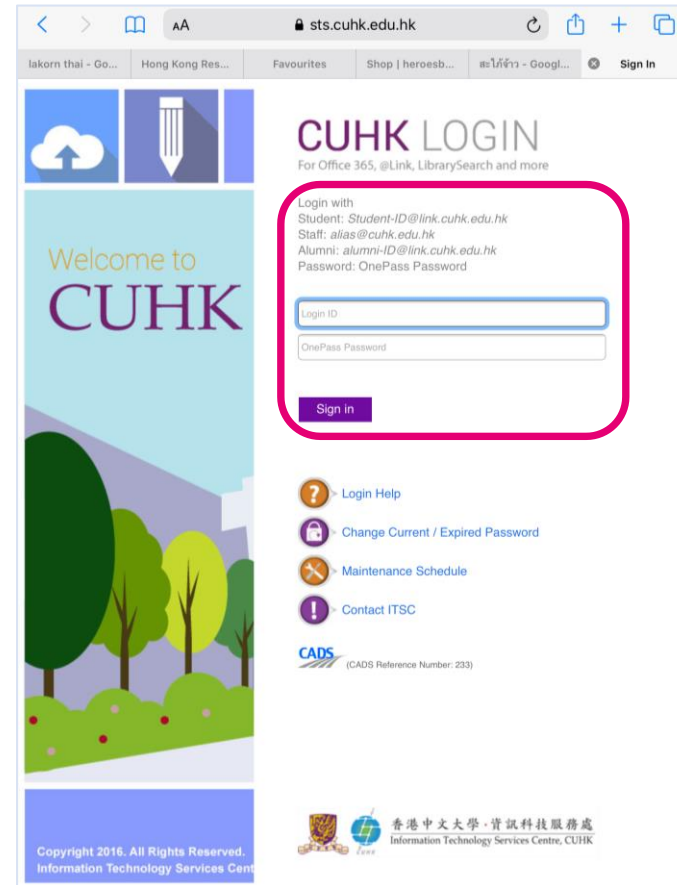 AA
sts.cuhk.edu.hk
lakorn thai - Go...
Hong Kong Res...
Favourites
Shop | heroesb...
สะใภ้จ้าว - Googl...
Sign In
CUHK LOGIN
For Office 365, @Link, LibrarySearch and more
Login with
Student: Student-ID@link.cuhk.edu.hk
Staff: alias@cuhk.edu.hk
Alumni: alumni-ID@link.cuhk.edu.hk
Password: OnePass Password
Login ID
OnePass Password
Sign in
Welcome to
CUHK
Login Help
Change Current / Expired Password
Maintenance Schedule
Contact ITSC
CADS
(CADS Reference Number: 233)
香港中文大學·資訊科技服務處
Information Technology Services Centre, CUHK
Copyright 2016. All Rights Reserved.
Information Technology Services Cent